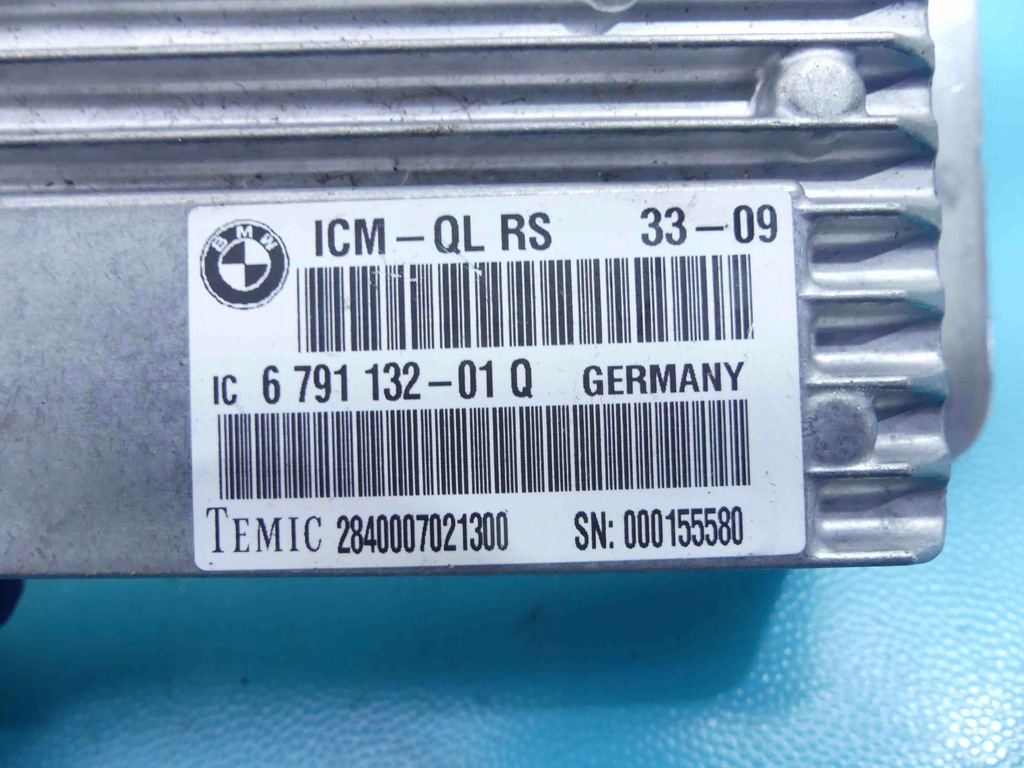 BMW
ICM – QL RS 33 – 09
IC 6 791 132 – 01 Q GERMANY
TEMIC 2840007021300 SN: 000155580